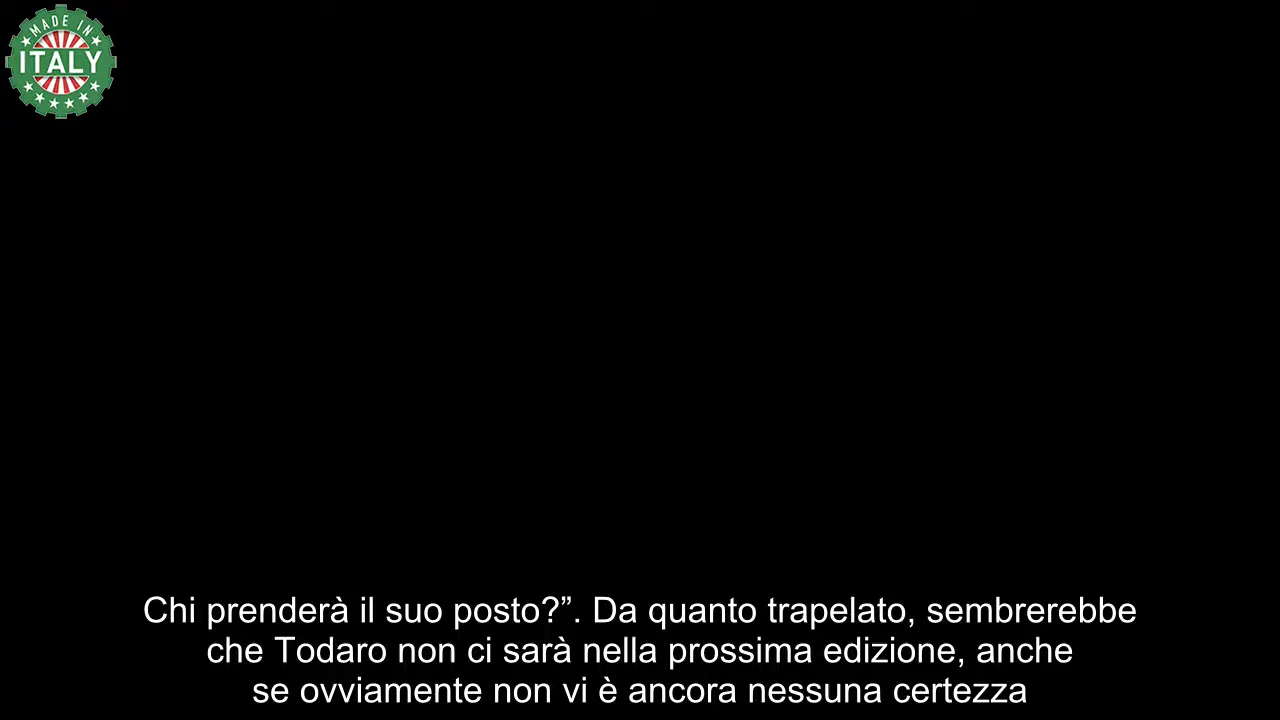 MADE IN
ITALY
Chi prenderà il suo posto?”. Da quanto trapelato, sembrerebbe
che Todaro non ci sarà nella prossima edizione, anche
se ovviamente non vi è ancora nessuna certezza